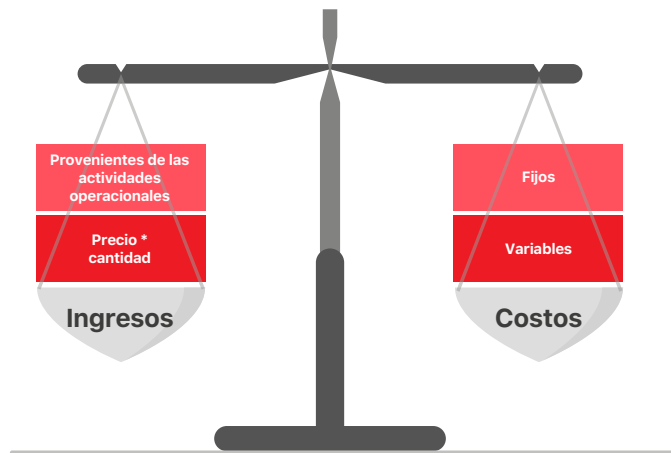 Provenientes de las
actividades
operacionales
Precio *
cantidad
Ingresos
Fijos
Variables
Costos